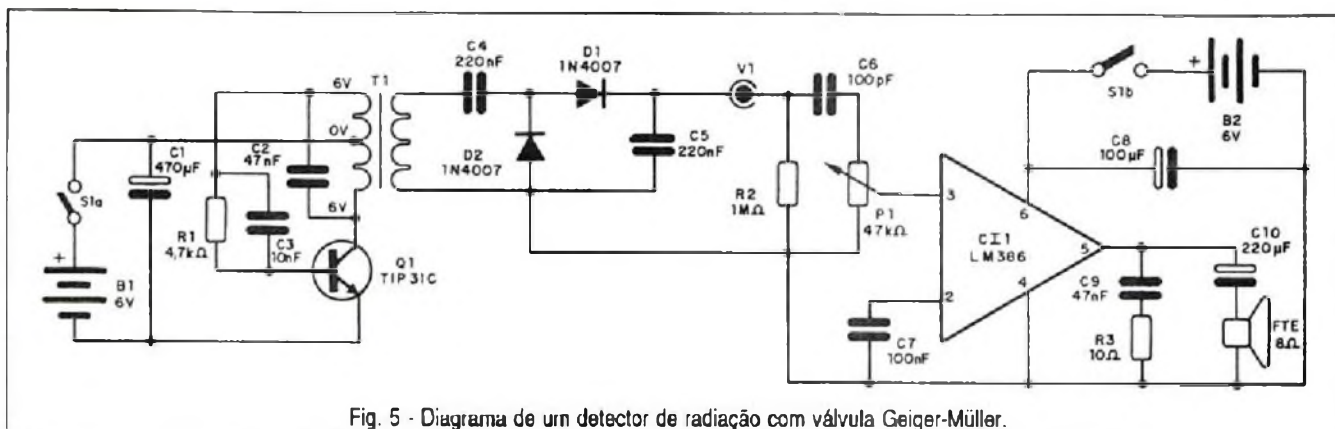 S1a
+
B1
6V
C1
470µF
R1
4,7kΩ
C2
47nF
C3
10nF
6V
0V
6V
T1
Q1
TIP31C
C4
220nF
D1
1N4007
D2
1N4007
C5
220nF
V1
R2
1MΩ
C6
100pF
P1
47kΩ
C7
100nF
3
2
CI1
LM386
6
5
4
S1b
+
B2
6V
C8
100µF
C9
47nF
R3
10Ω
C10
220µF
FTE
8Ω
Fig. 5 - Diagrama de um detector de radiação com válvula Geiger-Müller.